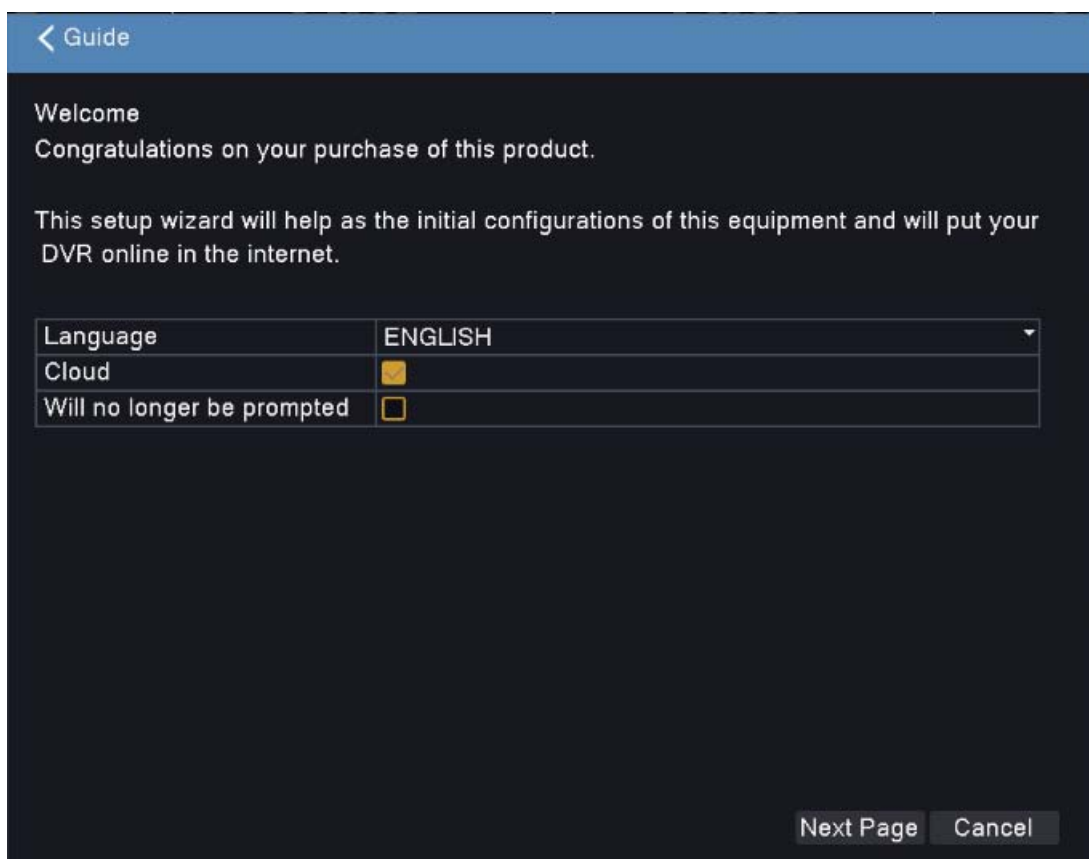 Guide
Welcome
Congratulations on your purchase of this product.
This setup wizard will help as the initial configurations of this equipment and will put your
DVR online in the internet.
Language ENGLISH
Cloud
Will no longer be prompted
Next Page Cancel